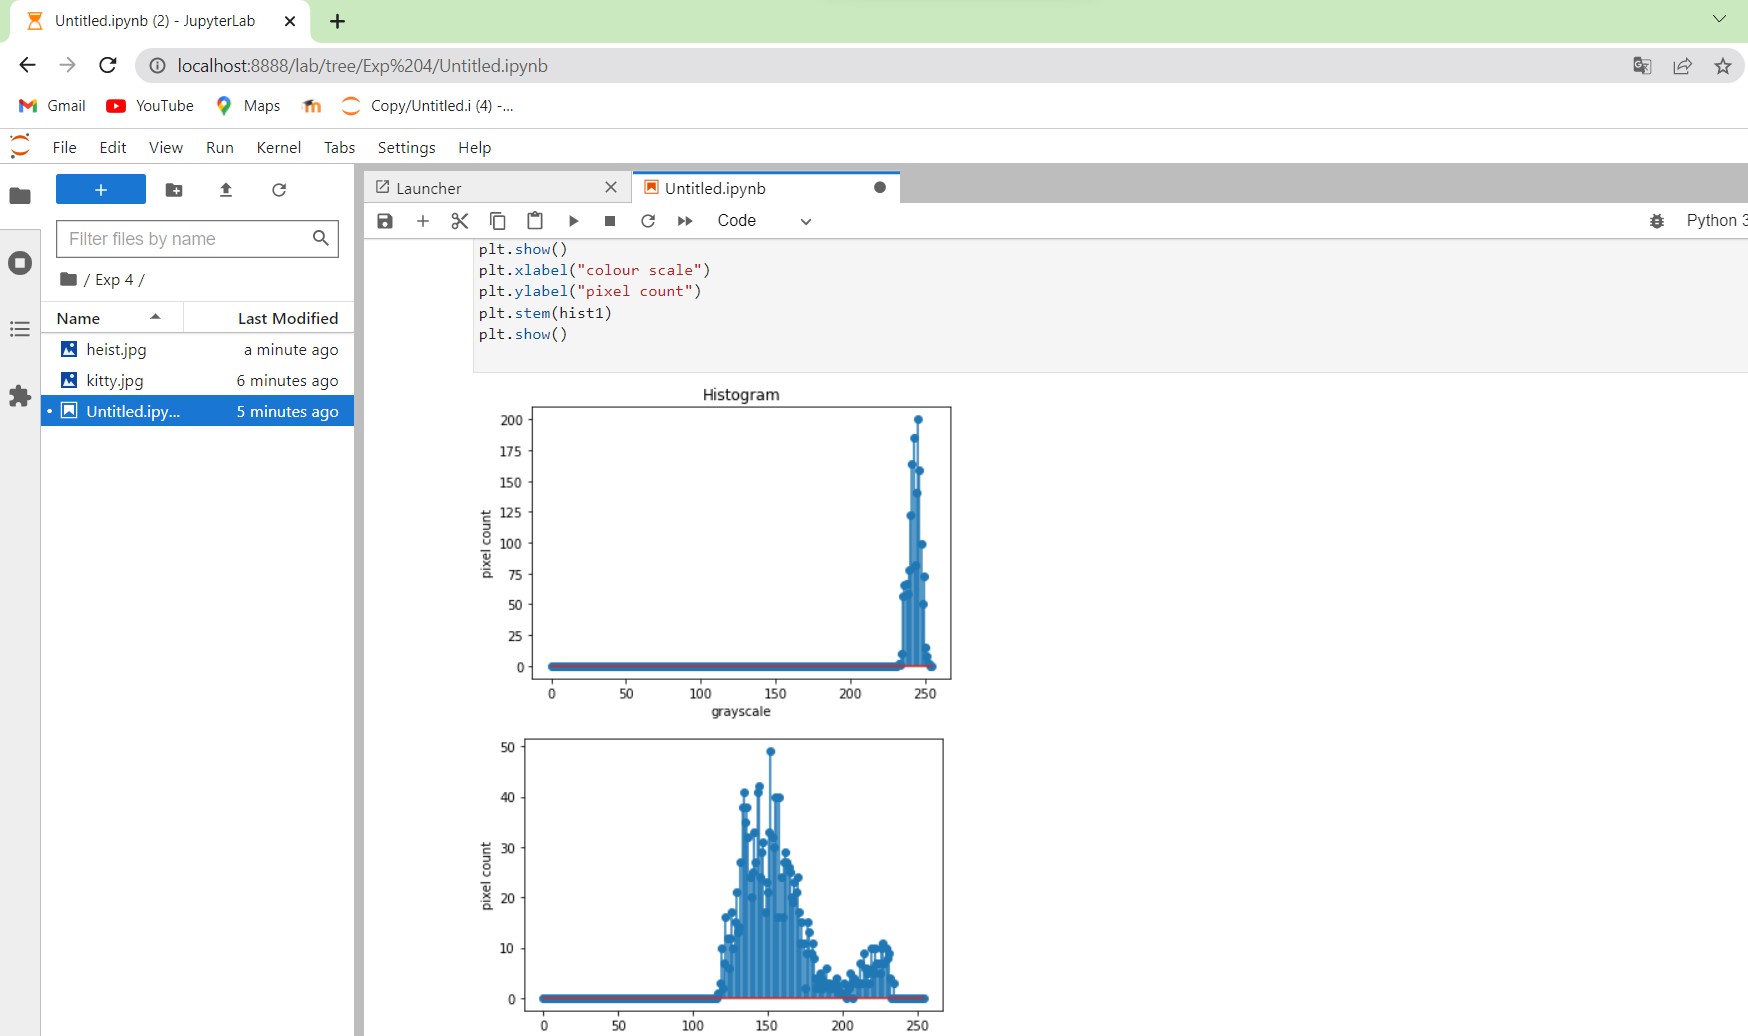 Untitled.ipynb (2) - JupyterLab
localhost:8888/lab/tree/Exp%204/Untitled.ipynb
Gmail YouTube Maps Copy/Untitled.i (4) -...
File Edit View Run Kernel Tabs Settings Help
Launcher Untitled.ipynb
Code Python 3
Filter files by name
/ Exp 4 /
Name Last Modified
heist.jpg a minute ago
kitty.jpg 6 minutes ago
Untitled.ipy... 5 minutes ago
plt.show()
plt.xlabel("colour scale")
plt.ylabel("pixel count")
plt.stem(hist1)
plt.show()
Histogram
200
175
150
125
100
75
50
25
0
pixel count
0 50 100 150 200 250
grayscale
50
40
30
20
10
0
pixel count
0 50 100 150 200 250